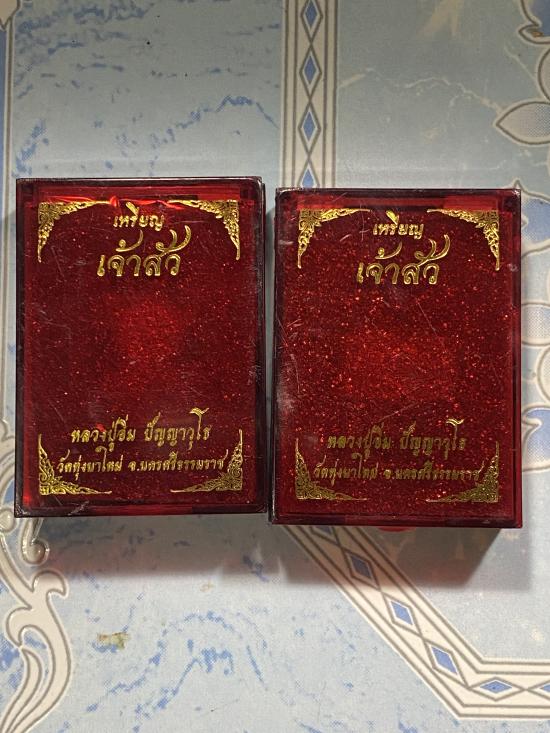 เหรียญ
เจ้าสัว
หลวงปู่อิ่ม ปัญญาวุโธ
วัดทุ่งนาใหม่ จ.นครศรีธรรมราช
เหรียญ
เจ้าสัว
หลวงปู่อิ่ม ปัญญาวุโธ
วัดทุ่งนาใหม่ จ.นครศรีธรรมราช